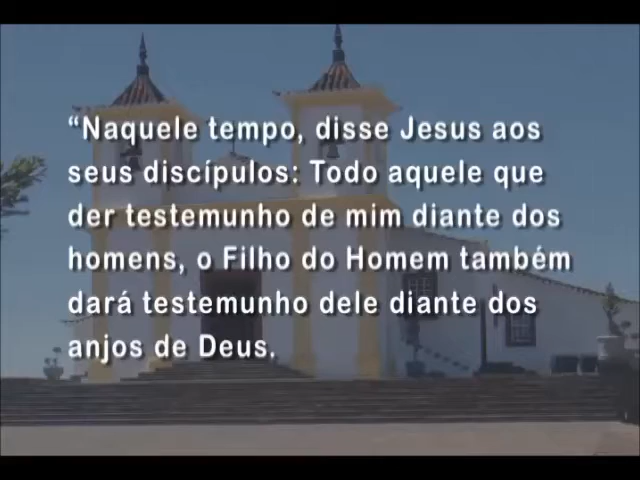 “Naquele tempo, disse Jesus aos
seus discípulos: Todo aquele que
der testemunho de mim diante dos
homens, o Filho do Homem também
dará testemunho dele diante dos
anjos de Deus.